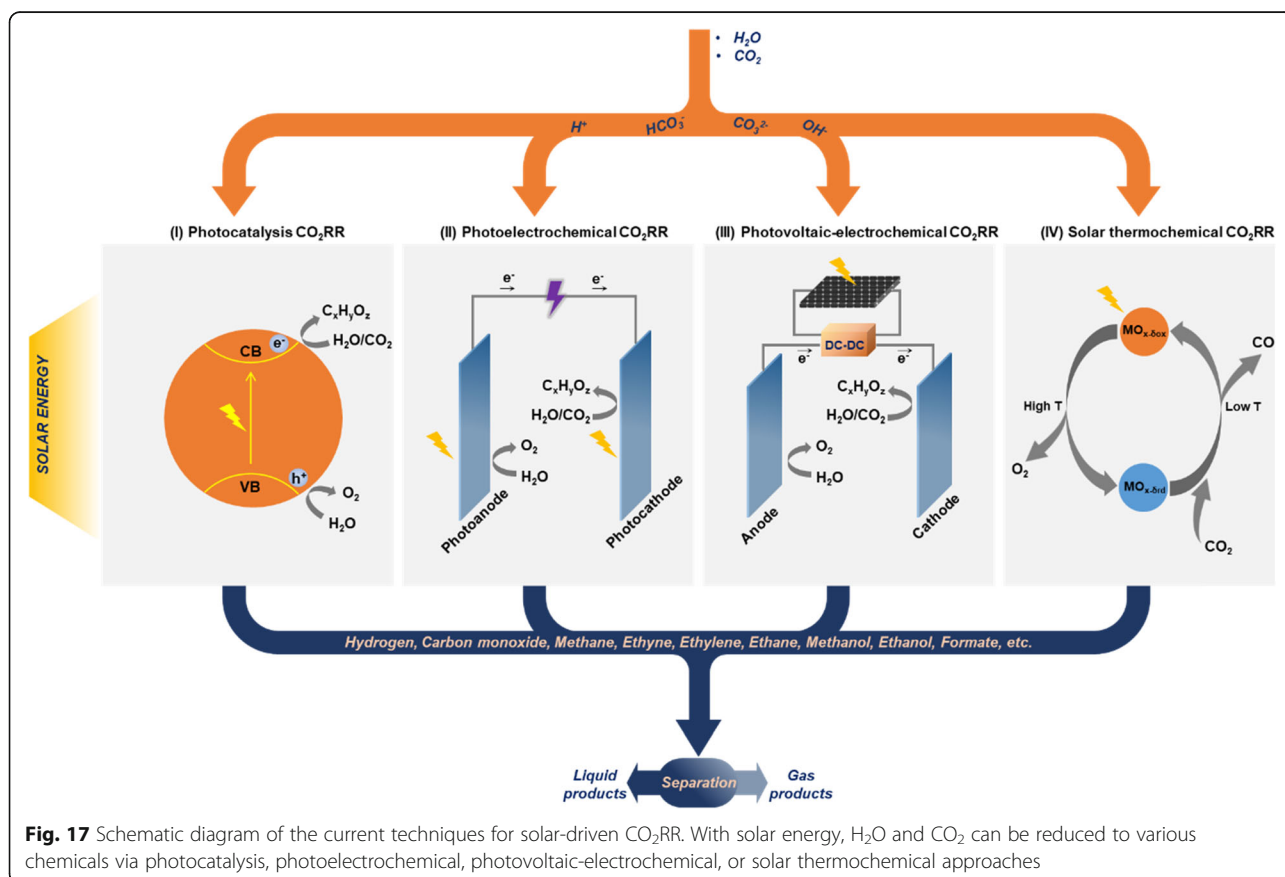 • H₂O
• CO₂
H⁺ HCO₃⁻ CO₃²⁻ OH⁻
SOLAR ENERGY
(I) Photocatalysis CO₂RR
CB
e⁻
CₓHᵧO_z
H₂O/CO₂
VB
h⁺
O₂
H₂O
(II) Photoelectrochemical CO₂RR
e⁻ e⁻
CₓHᵧO_z
H₂O/CO₂
O₂
H₂O
Photoanode
Photocathode
(III) Photovoltaic-electrochemical CO₂RR
DC-DC
e⁻ e⁻
CₓHᵧO_z
H₂O/CO₂
O₂
H₂O
Anode
Cathode
(IV) Solar thermochemical CO₂RR
MOₓ₋δox
CO
High T
Low T
O₂
MOₓ₋δrd
CO₂
Hydrogen, Carbon monoxide, Methane, Ethyne, Ethylene, Ethane, Methanol, Ethanol, Formate, etc.
Liquid
products
Separation
Gas
products
Fig. 17 Schematic diagram of the current techniques for solar-driven CO₂RR. With solar energy, H₂O and CO₂ can be reduced to various
chemicals via photocatalysis, photoelectrochemical, photovoltaic-electrochemical, or solar thermochemical approaches